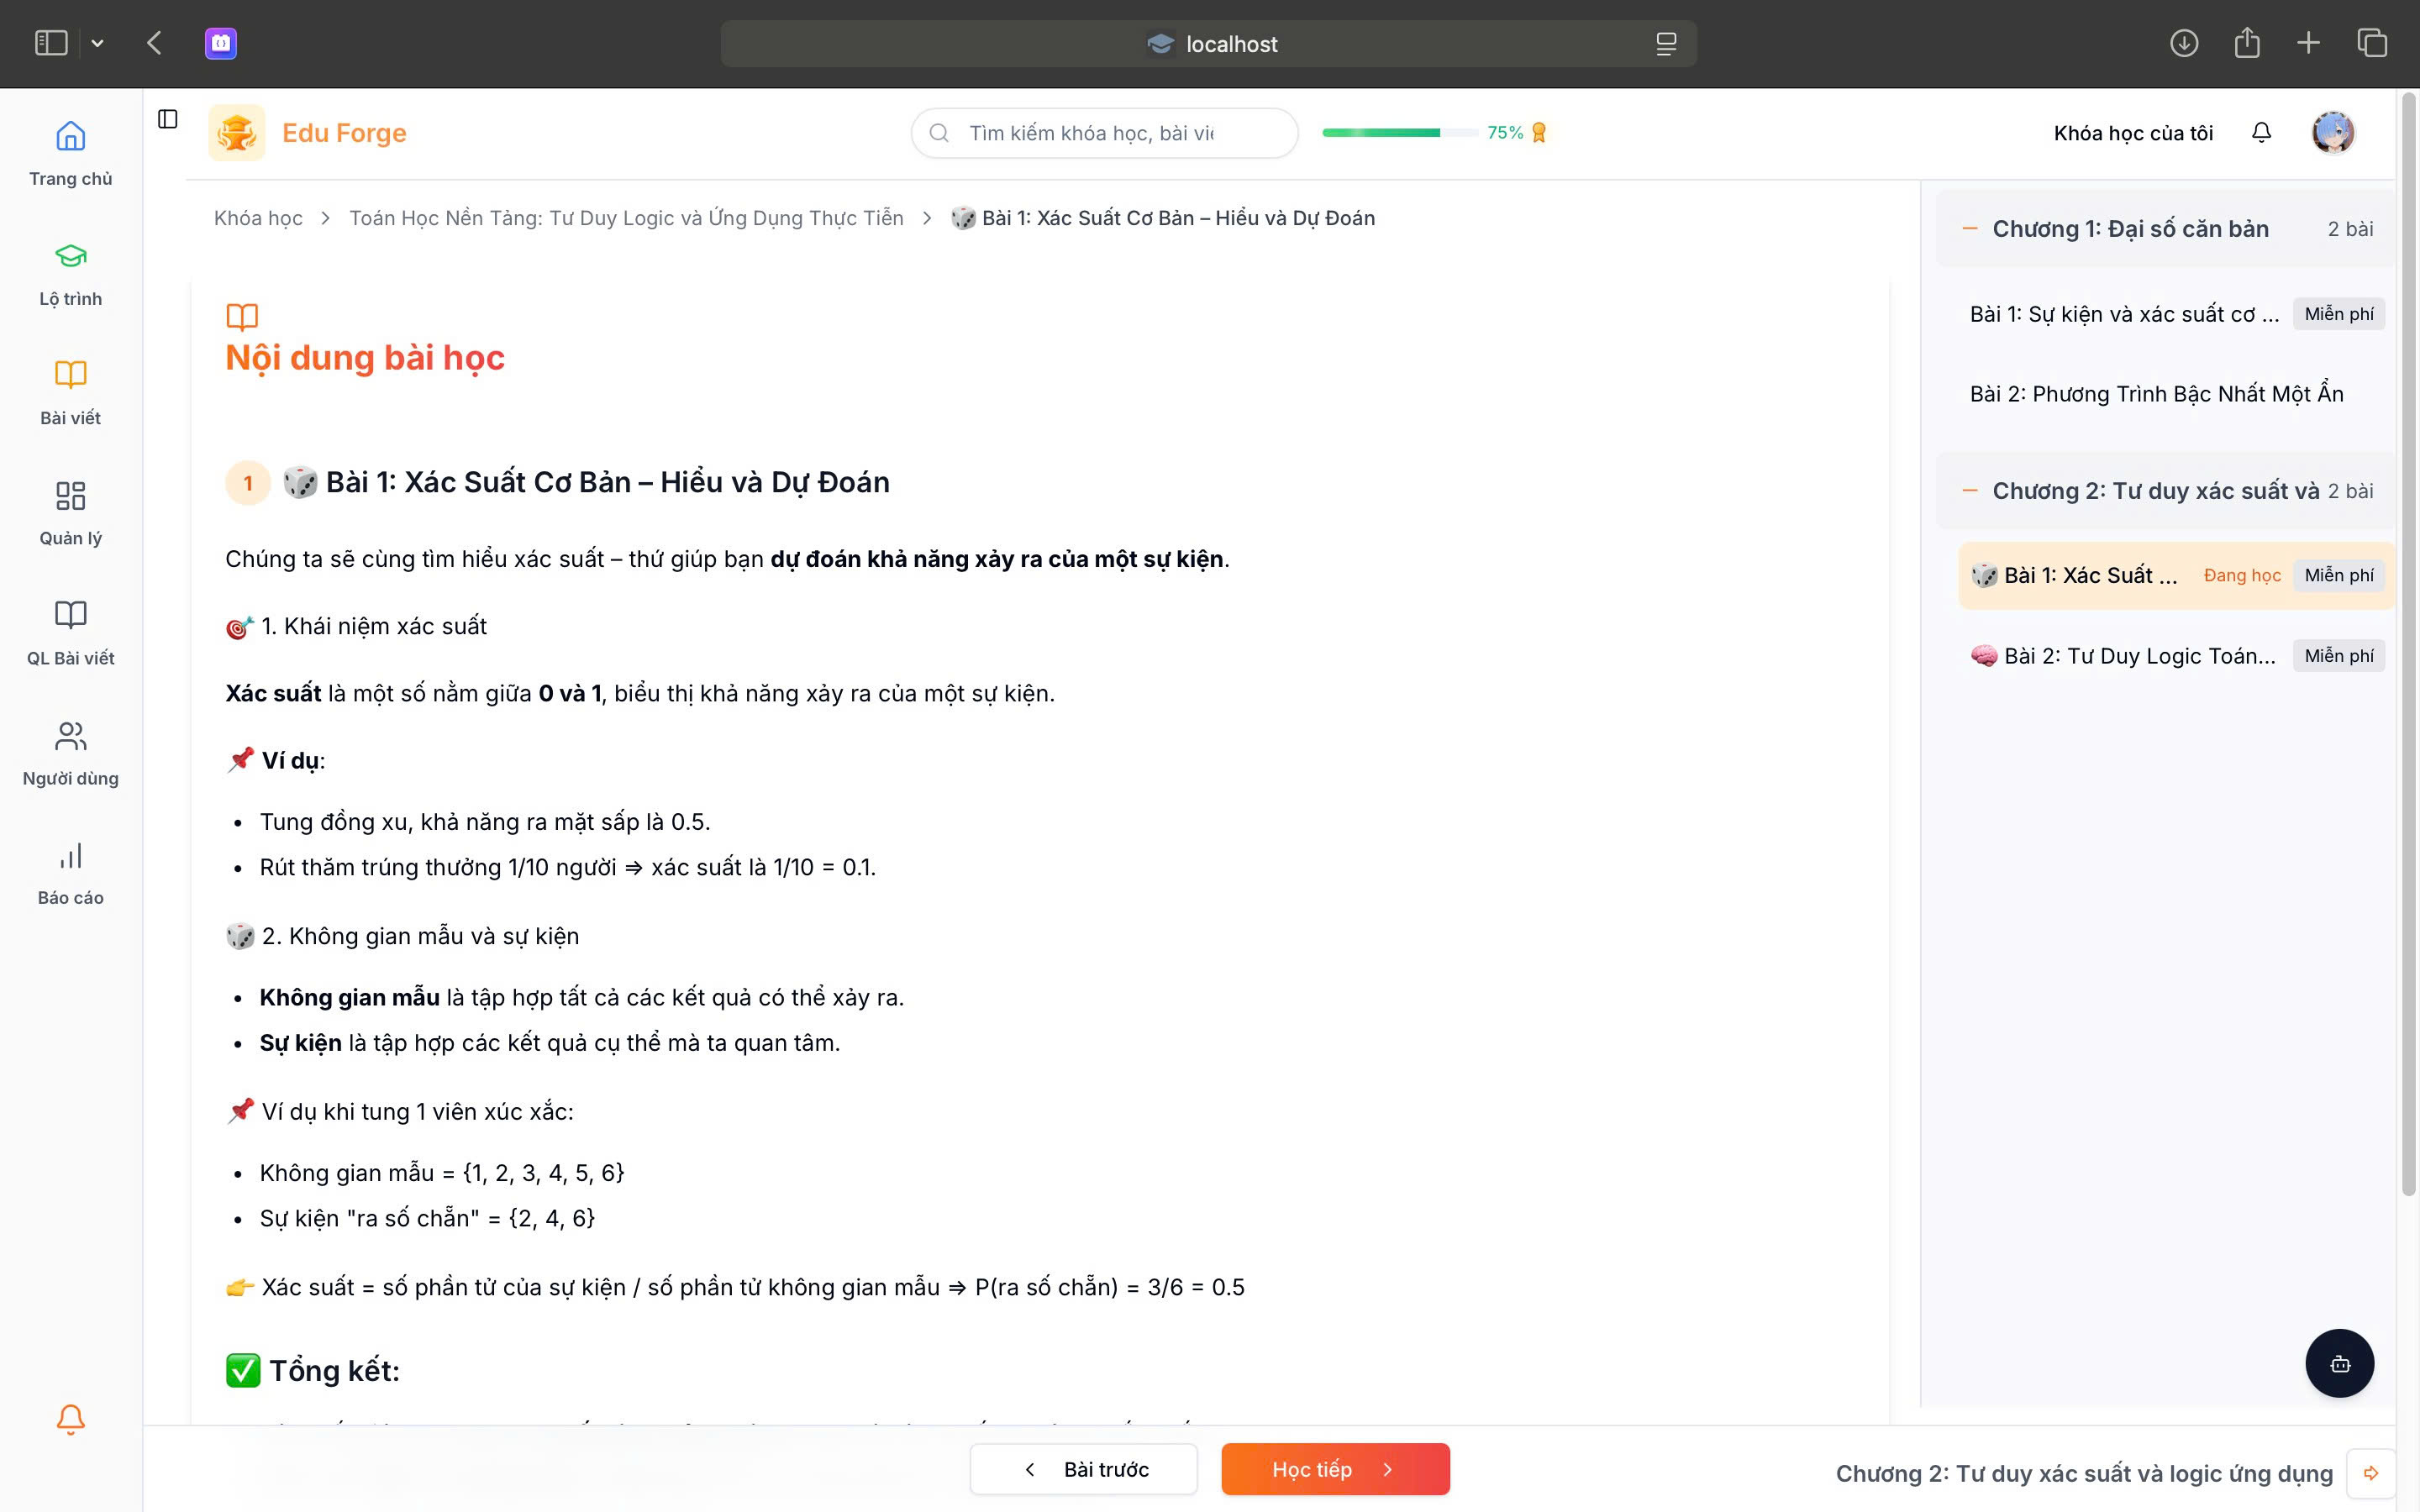 localhost
Trang chủ
Lộ trình
Bài viết
Quản lý
QL Bài viết
Người dùng
Báo cáo
Edu Forge
Tìm kiếm khóa học, bài
75%
Khóa học của tôi
Khóa học > Toán Học Nền Tảng: Tư Duy Logic và Ứng Dụng Thực Tiễn > 🎲 Bài 1: Xác Suất Cơ Bản – Hiểu và Dự Đoán
Nội dung bài học
1 🎲 Bài 1: Xác Suất Cơ Bản – Hiểu và Dự Đoán
Chúng ta sẽ cùng tìm hiểu xác suất – thứ giúp bạn dự đoán khả năng xảy ra của một sự kiện.
🎯 1. Khái niệm xác suất
Xác suất là một số nằm giữa 0 và 1, biểu thị khả năng xảy ra của một sự kiện.
📌 Ví dụ:
• Tung đồng xu, khả năng ra mặt sấp là 0.5.
• Rút thăm trúng thưởng 1/10 người ⇒ xác suất là 1/10 = 0.1.
🎲 2. Không gian mẫu và sự kiện
• Không gian mẫu là tập hợp tất cả các kết quả có thể xảy ra.
• Sự kiện là tập hợp các kết quả cụ thể mà ta quan tâm.
📌 Ví dụ khi tung 1 viên xúc xắc:
• Không gian mẫu = {1, 2, 3, 4, 5, 6}
• Sự kiện "ra số chẵn" = {2, 4, 6}
👉 Xác suất = số phần tử của sự kiện / số phần tử không gian mẫu ⇒ P(ra số chẵn) = 3/6 = 0.5
✅ Tổng kết:
Chương 1: Đại số căn bản 2 bài
Bài 1: Sự kiện và xác suất cơ ... Miễn phí
Bài 2: Phương Trình Bậc Nhất Một Ẩn
Chương 2: Tư duy xác suất và 2 bài
🎲 Bài 1: Xác Suất ... Đang học Miễn phí
🧠 Bài 2: Tư Duy Logic Toán... Miễn phí
Bài trước
Học tiếp
Chương 2: Tư duy xác suất và logic ứng dụng